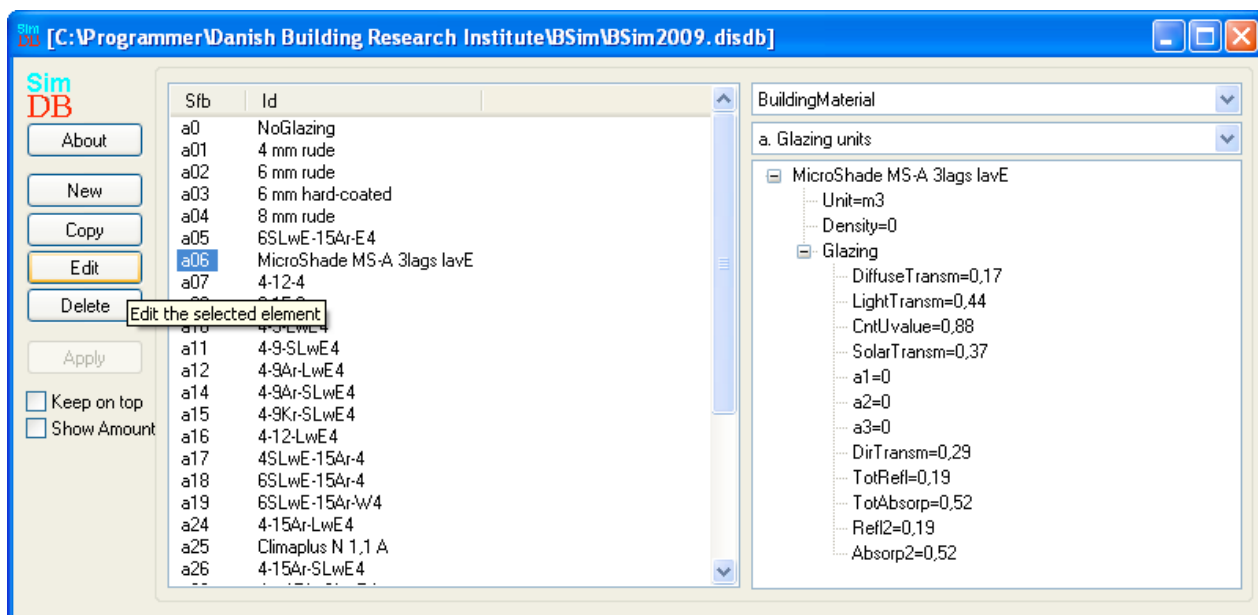 Sim DB [C:\Programmer\Danish Building Research Institute\BSim\BSim2009.disdb]
Sim
DB
About
New
Copy
Edit
Delete
Apply
Keep on top
Show Amount
Edit the selected element
Sfb Id
a0 NoGlazing
a01 4 mm rude
a02 6 mm rude
a03 6 mm hard-coated
a04 8 mm rude
a05 6SLwE-15Ar-E4
a06 MicroShade MS-A 3lags lavE
a07 4-12-4
a11 4-9-SLwE4
a12 4-9Ar-LwE4
a14 4-9Ar-SLwE4
a15 4-9Kr-SLwE4
a16 4-12-LwE4
a17 4SLwE-15Ar-4
a18 6SLwE-15Ar-4
a19 6SLwE-15Ar-W4
a24 4-15Ar-LwE4
a25 Climaplus N 1,1 A
a26 4-15Ar-SLwE4
BuildingMaterial
a. Glazing units
MicroShade MS-A 3lags lavE
Unit=m3
Density=0
Glazing
DiffuseTransm=0,17
LightTransm=0,44
CntUvalue=0,88
SolarTransm=0,37
a1=0
a2=0
a3=0
DirTransm=0,29
TotRefl=0,19
TotAbsorp=0,52
Refl2=0,19
Absorp2=0,52